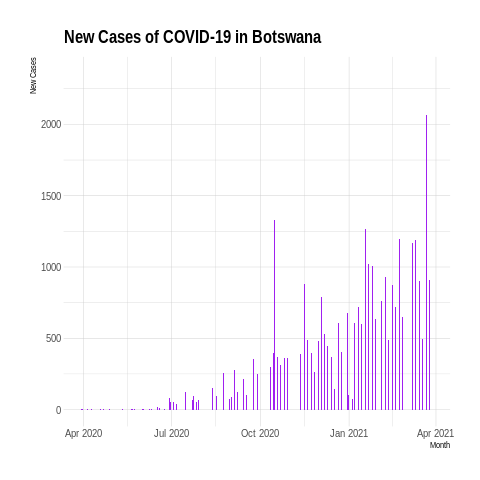 New Cases of COVID-19 in Botswana
New Cases
2000
1500
1000
500
0
Apr 2020
Jul 2020
Oct 2020
Jan 2021
Apr 2021
Month